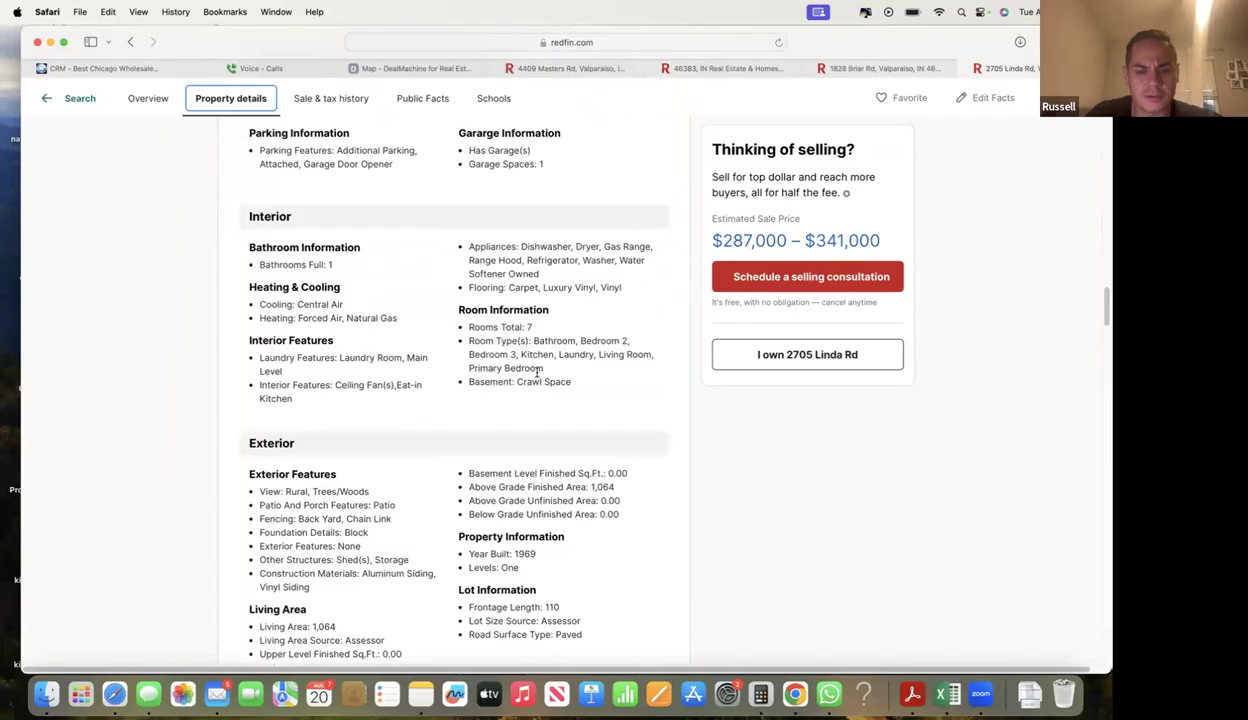 Safari File Edit View History Bookmarks Window Help
Tue A
redfin.com
CRM - Best Chicago Wholesale... Voice - Calls Map - DealMachine for Real Est... 4409 Masters Rd, Valparaiso, I... 46383, IN Real Estate & Homes... 1828 Briar Rd, Valparaiso, IN 46... 2705 Linda Rd,
Russell
Search Overview Property details Sale & tax history Public Facts Schools Favorite Edit Facts
Parking Information
Parking Features: Additional Parking,
Attached, Garage Door Opener
Gararge Information
Has Garage(s)
Garage Spaces: 1
Interior
Bathroom Information
Bathrooms Full: 1
Heating & Cooling
Cooling: Central Air
Heating: Forced Air, Natural Gas
Interior Features
Laundry Features: Laundry Room, Main
Level
Interior Features: Ceiling Fan(s),Eat-in
Kitchen
Appliances: Dishwasher, Dryer, Gas Range,
Range Hood, Refrigerator, Washer, Water
Softener Owned
Flooring: Carpet, Luxury Vinyl, Vinyl
Room Information
Rooms Total: 7
Room Type(s): Bathroom, Bedroom 2,
Bedroom 3, Kitchen, Laundry, Living Room,
Primary Bedroom
Basement: Crawl Space
Exterior
Exterior Features
View: Rural, Trees/Woods
Patio And Porch Features: Patio
Fencing: Back Yard, Chain Link
Foundation Details: Block
Exterior Features: None
Other Structures: Shed(s), Storage
Construction Materials: Aluminum Siding,
Vinyl Siding
Living Area
Living Area: 1,064
Living Area Source: Assessor
Upper Level Finished Sq.Ft.: 0.00
Basement Level Finished Sq.Ft.: 0.00
Above Grade Finished Area: 1,064
Above Grade Unfinished Area: 0.00
Below Grade Unfinished Area: 0.00
Property Information
Year Built: 1969
Levels: One
Lot Information
Frontage Length: 110
Lot Size Source: Assessor
Road Surface Type: Paved
Thinking of selling?
Sell for top dollar and reach more
buyers, all for half the fee.
Estimated Sale Price
$287,000 – $341,000
Schedule a selling consultation
It's free, with no obligation — cancel anytime
I own 2705 Linda Rd
AUG
20
tv
zoom